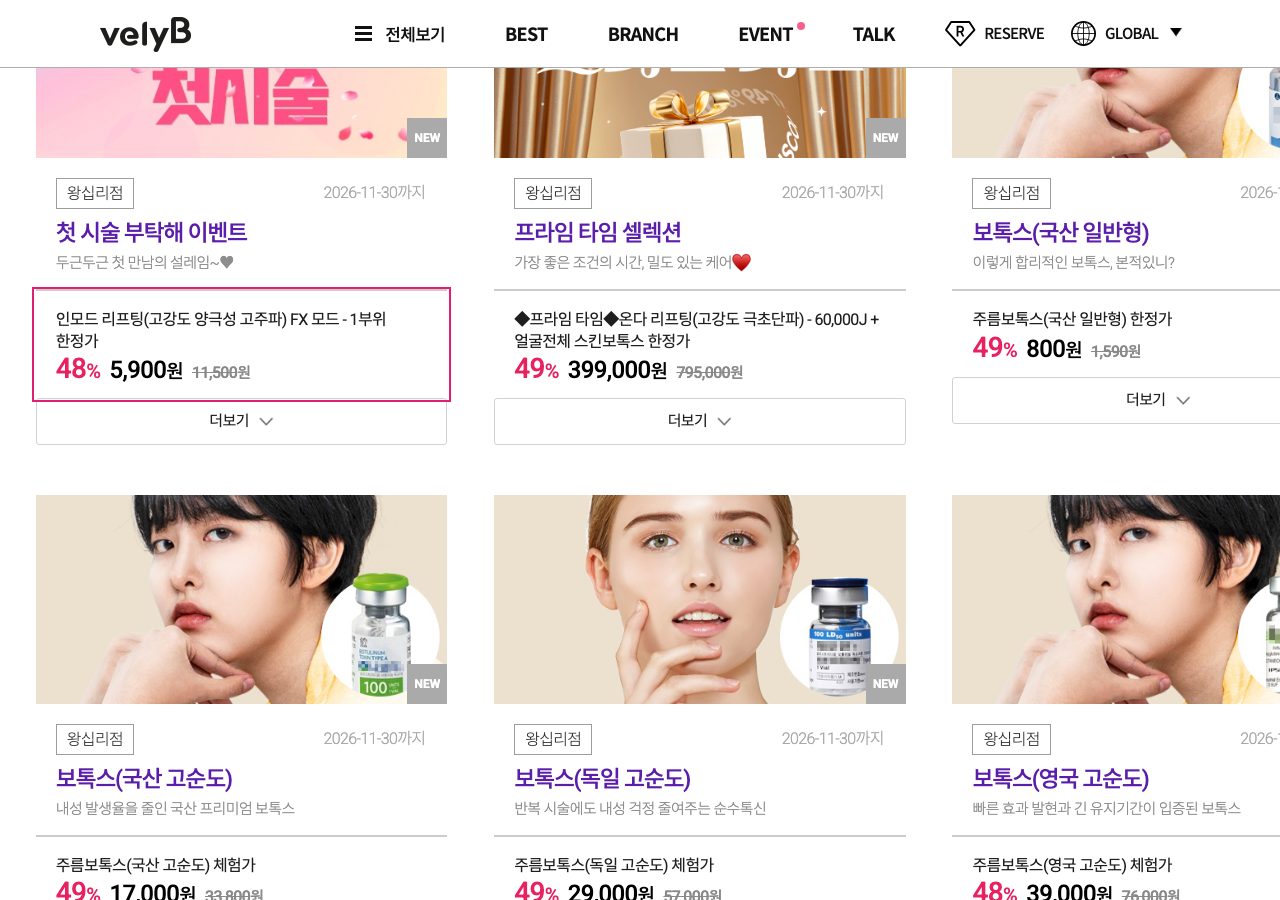 velyB
전체보기
BEST
BRANCH
EVENT
TALK
RESERVE
GLOBAL
첫시술
NEW
NEW
왕십리점
2026-11-30까지
첫 시술 부탁해 이벤트
두근두근 첫 만남의 설레임~♥
인모드 리프팅(고강도 양극성 고주파) FX 모드 - 1부위
한정가
48% 5,900원 11,500원
더보기
왕십리점
2026-11-30까지
프라임 타임 셀렉션
가장 좋은 조건의 시간, 밀도 있는 케어♥
◆프라임 타임◆온다 리프팅(고강도 극초단파) - 60,000J +
얼굴전체 스킨보톡스 한정가
49% 399,000원 795,000원
더보기
왕십리점
보톡스(국산 일반형)
이렇게 합리적인 보톡스, 본적있니?
주름보톡스(국산 일반형) 한정가
49% 800원 1,590원
더보기
100
NEW
100 LD50 units
NEW
왕십리점
2026-11-30까지
보톡스(국산 고순도)
내성 발생율을 줄인 국산 프리미엄 보톡스
주름보톡스(국산 고순도) 체험가
49% 17,000원 33,800원
왕십리점
2026-11-30까지
보톡스(독일 고순도)
반복 시술에도 내성 걱정 줄여주는 순수톡신
주름보톡스(독일 고순도) 체험가
49% 29,000원 57,000원
왕십리점
보톡스(영국 고순도)
빠른 효과 발현과 긴 유지기간이 입증된 보톡스
주름보톡스(영국 고순도) 체험가
48% 39,000원 76,000원